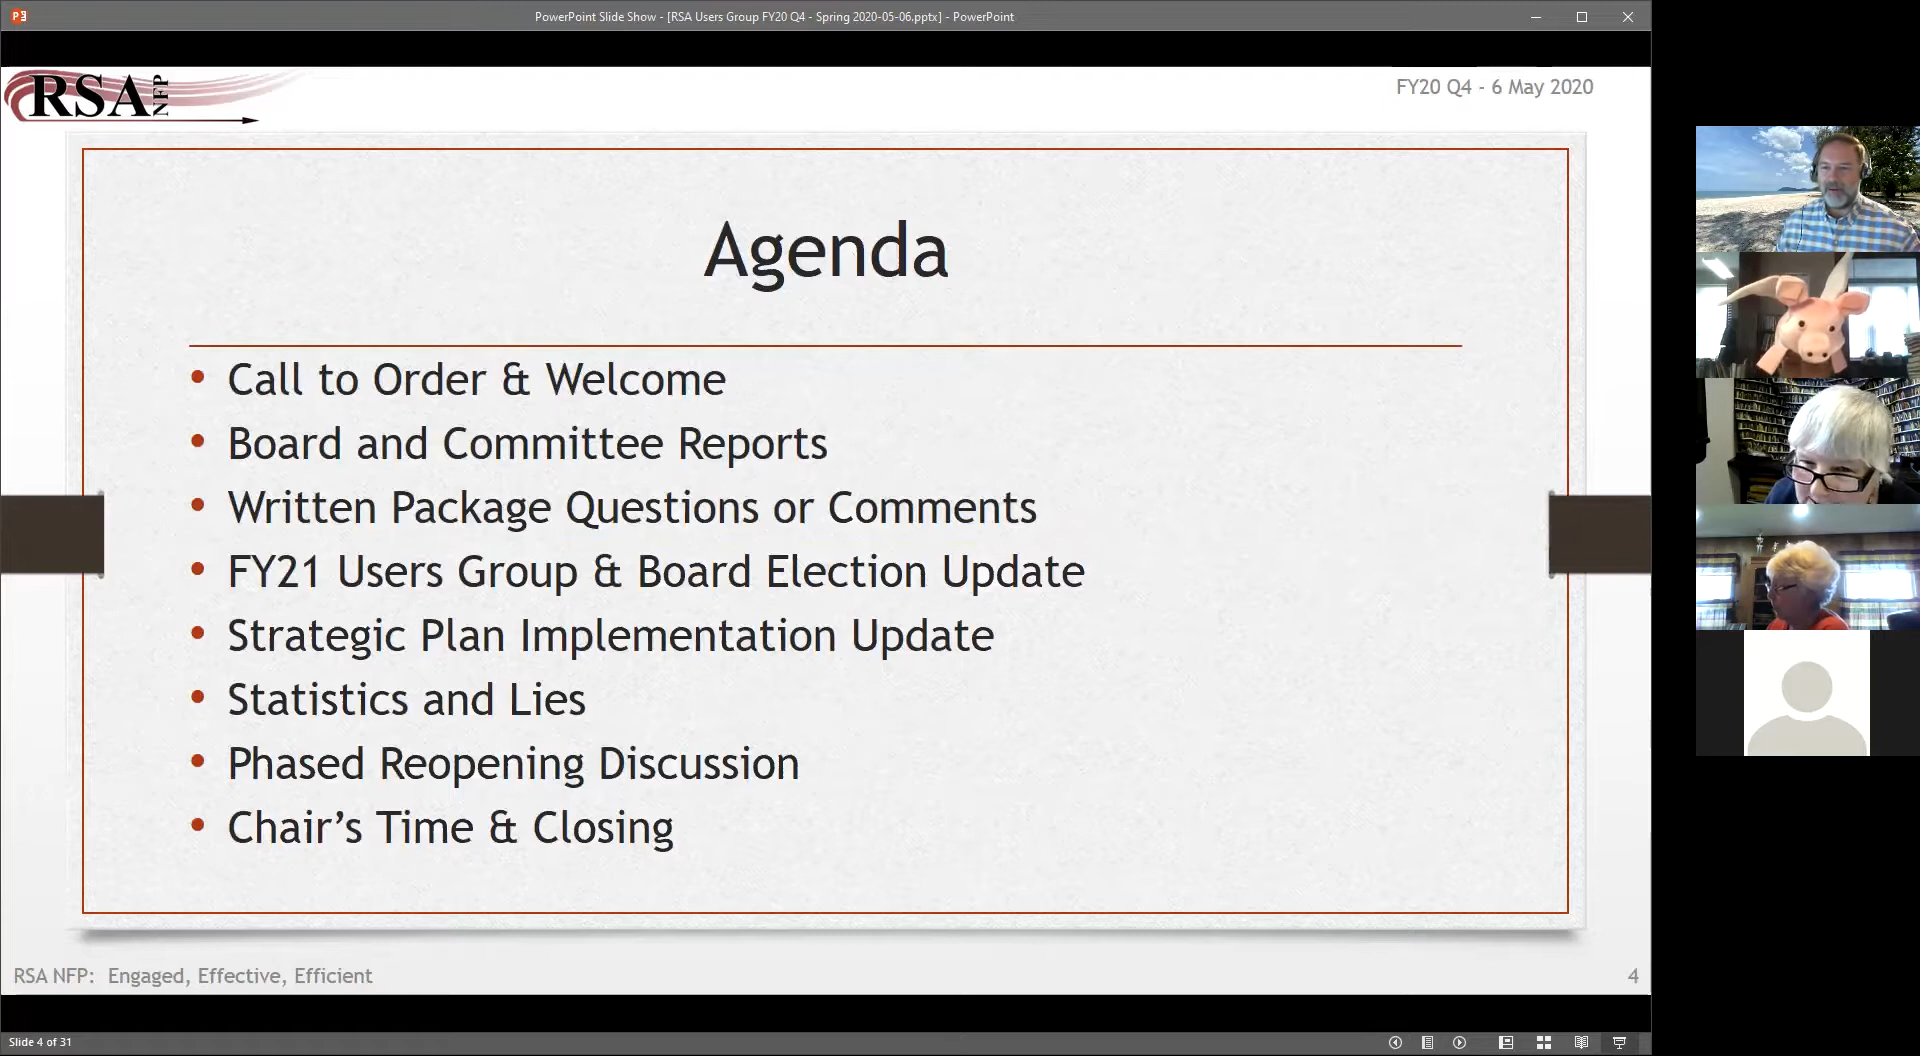 PowerPoint Slide Show - [RSA Users Group FY20 Q4 - Spring 2020-05-06.pptx] - PowerPoint
RSA NFP
FY20 Q4 - 6 May 2020
Agenda
• Call to Order & Welcome
• Board and Committee Reports
• Written Package Questions or Comments
• FY21 Users Group & Board Election Update
• Strategic Plan Implementation Update
• Statistics and Lies
• Phased Reopening Discussion
• Chair’s Time & Closing
RSA NFP: Engaged, Effective, Efficient
4
Slide 4 of 31